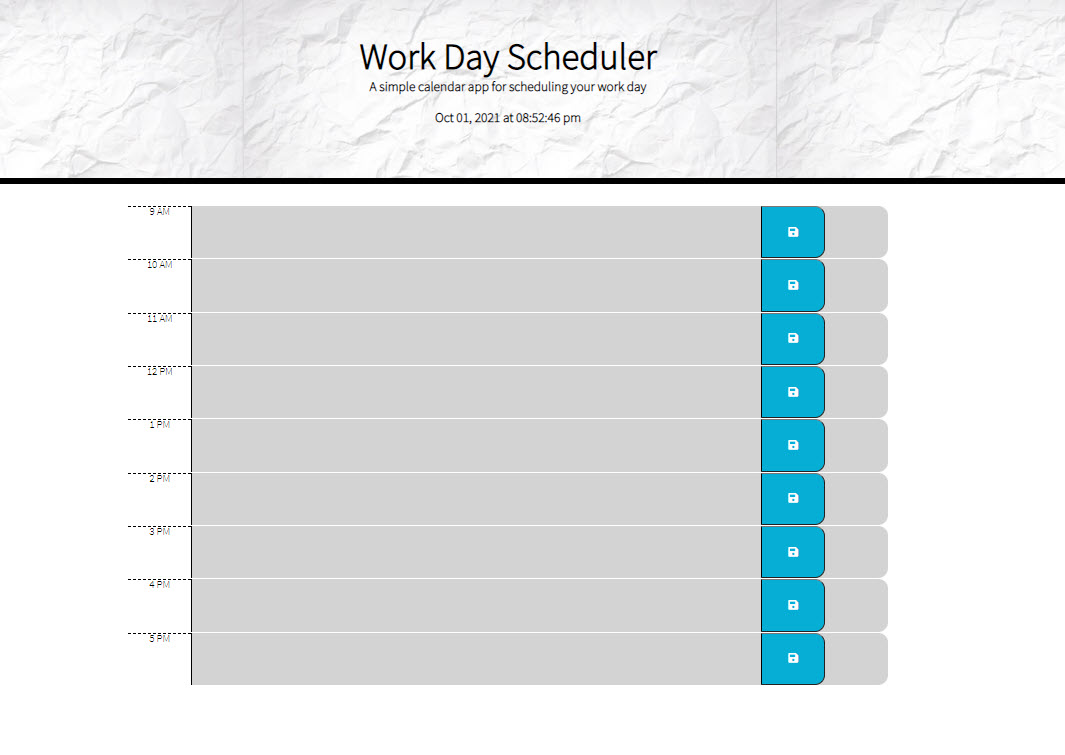 Work Day Scheduler
A simple calendar app for scheduling your work day
Oct 01, 2021 at 08:52:46 pm
9 AM
10 AM
11 AM
12 PM
1 PM
2 PM
3 PM
4 PM
5 PM